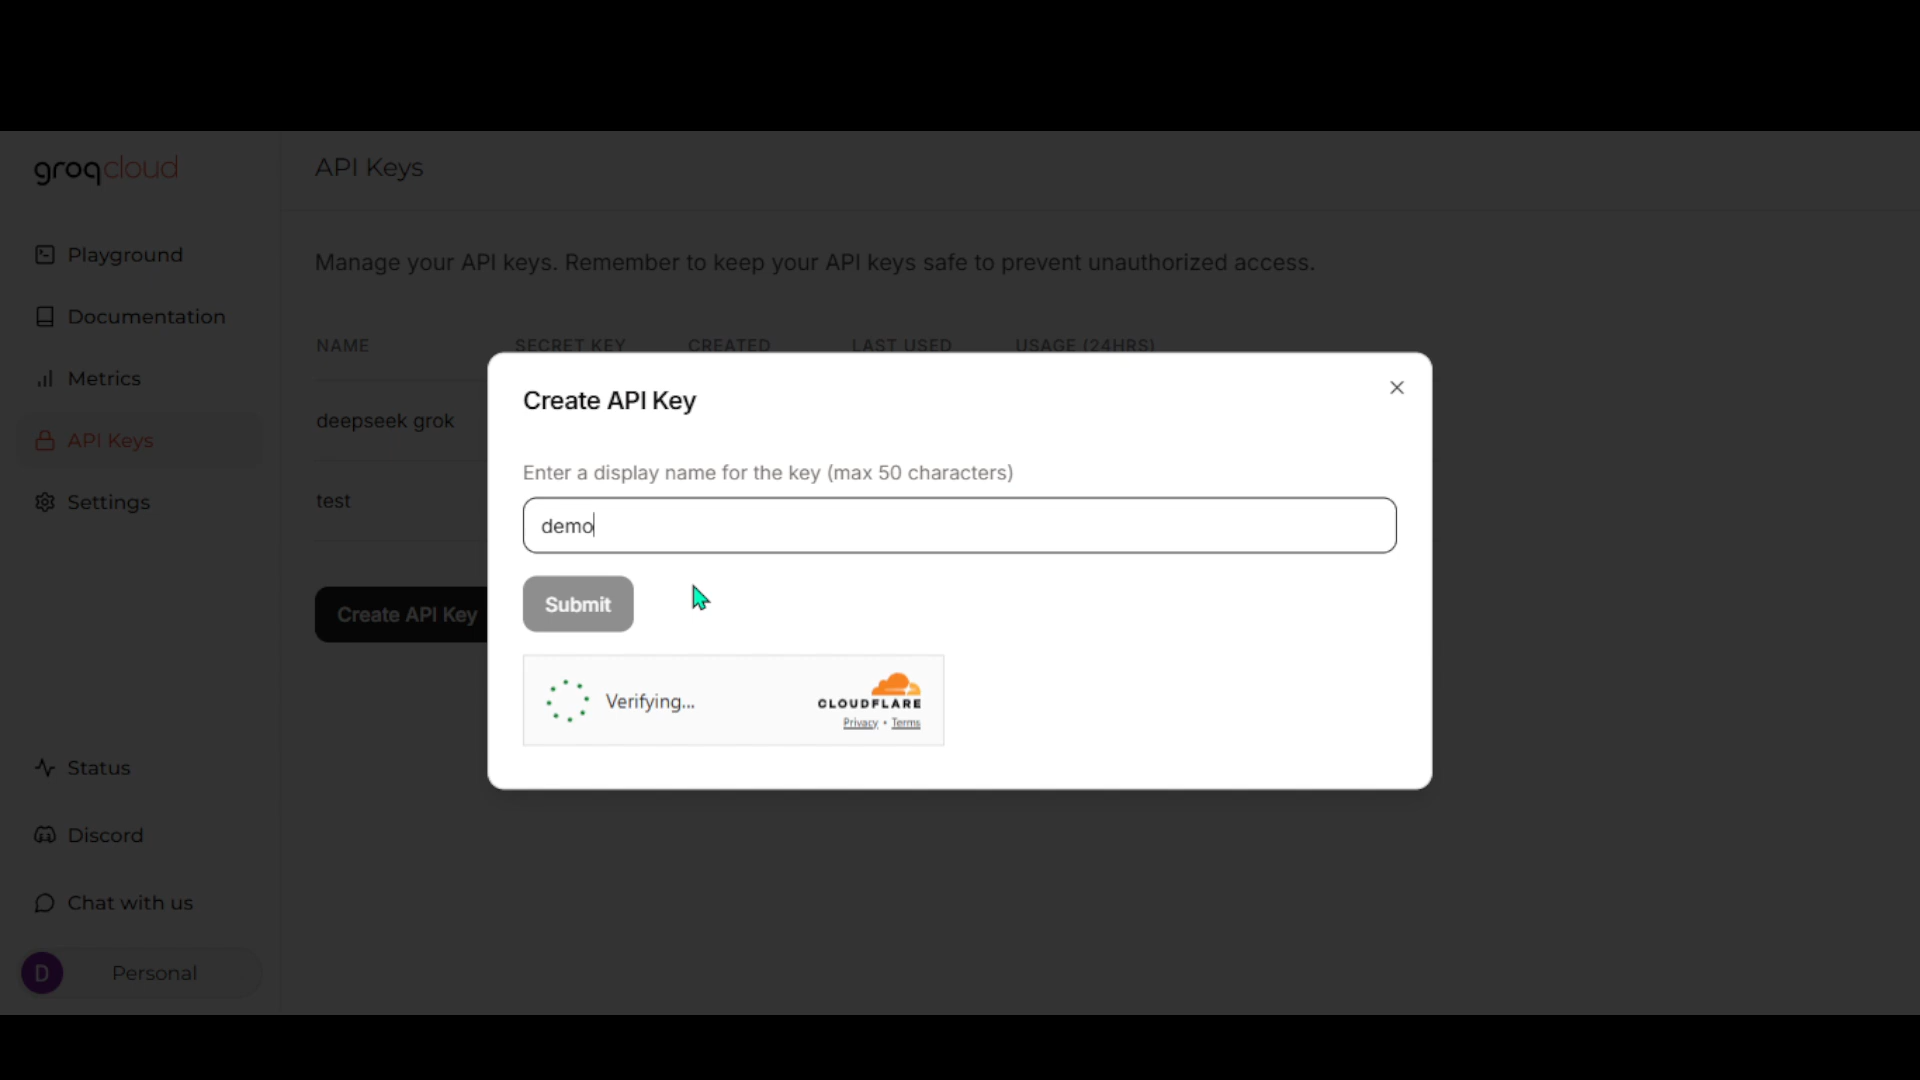 groqcloud
API Keys
Playground
Manage your API keys. Remember to keep your API keys safe to prevent unauthorized access.
Documentation
NAME SECRET KEY CREATED LAST USED USAGE (24HRS)
Metrics
Create API Key
deepseek grok
API Keys
Enter a display name for the key (max 50 characters)
Settings
test
demo
Submit
Create API Key
Verifying...
CLOUDFLARE
Privacy • Terms
Status
Discord
Chat with us
D Personal